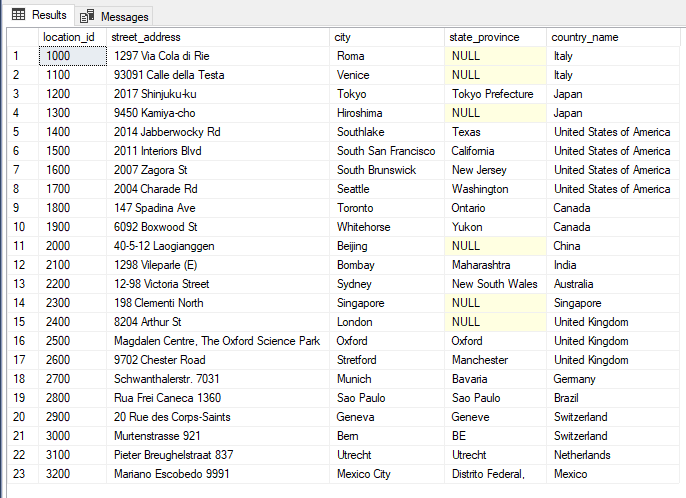 Results Messages
location_id street_address city state_province country_name
1 1000 1297 Via Cola di Rie Roma NULL Italy
2 1100 93091 Calle della Testa Venice NULL Italy
3 1200 2017 Shinjuku-ku Tokyo Tokyo Prefecture Japan
4 1300 9450 Kamiya-cho Hiroshima NULL Japan
5 1400 2014 Jabberwocky Rd Southlake Texas United States of America
6 1500 2011 Interiors Blvd South San Francisco California United States of America
7 1600 2007 Zagora St South Brunswick New Jersey United States of America
8 1700 2004 Charade Rd Seattle Washington United States of America
9 1800 147 Spadina Ave Toronto Ontario Canada
10 1900 6092 Boxwood St Whitehorse Yukon Canada
11 2000 40-5-12 Laogianggen Beijing NULL China
12 2100 1298 Vileparle (E) Bombay Maharashtra India
13 2200 12-98 Victoria Street Sydney New South Wales Australia
14 2300 198 Clementi North Singapore NULL Singapore
15 2400 8204 Arthur St London NULL United Kingdom
16 2500 Magdalen Centre, The Oxford Science Park Oxford Oxford United Kingdom
17 2600 9702 Chester Road Stretford Manchester United Kingdom
18 2700 Schwanthalerstr. 7031 Munich Bavaria Germany
19 2800 Rua Frei Caneca 1360 Sao Paulo Sao Paulo Brazil
20 2900 20 Rue des Corps-Saints Geneva Geneve Switzerland
21 3000 Murtenstrasse 921 Bern BE Switzerland
22 3100 Pieter Breughelstraat 837 Utrecht Utrecht Netherlands
23 3200 Mariano Escobedo 9991 Mexico City Distrito Federal, Mexico